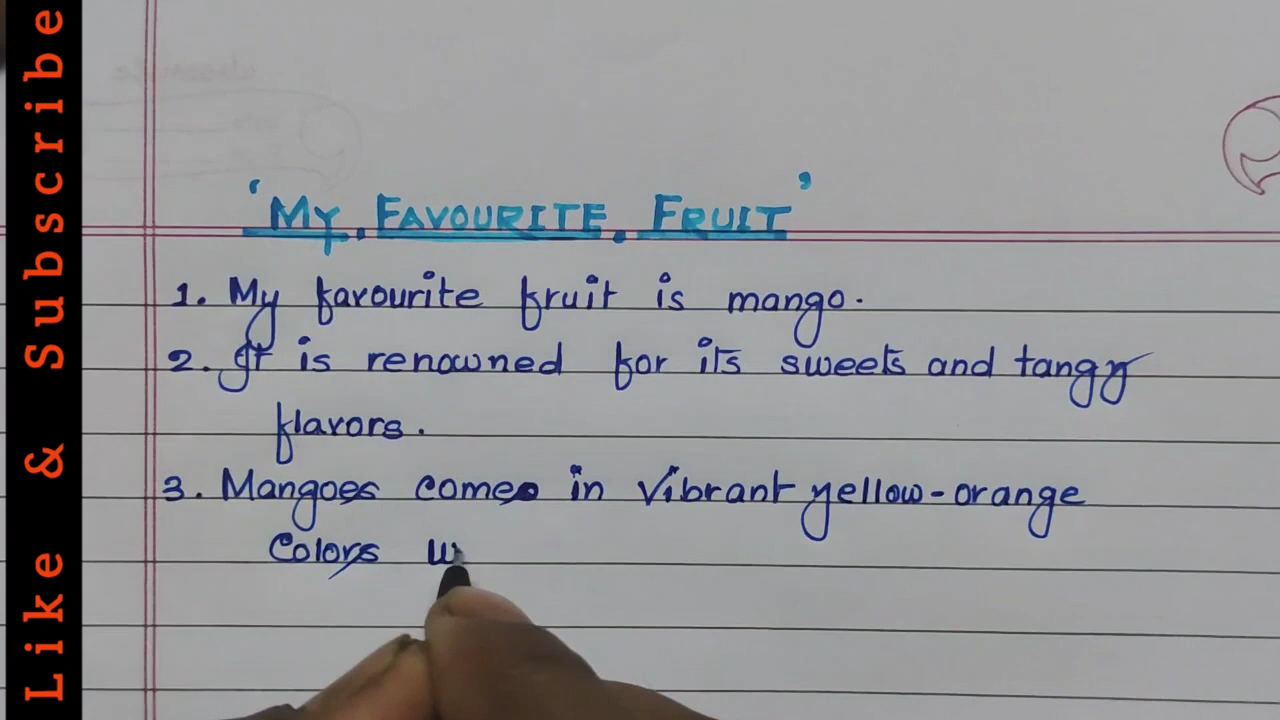 Like & Subscribe
'MY FAVOURITE FRUIT'
1. My favourite fruit is mango.
2. It is renowned for its sweets and tangy
flavors.
3. Mangoes come in Vibrant yellow-orange
Colors w